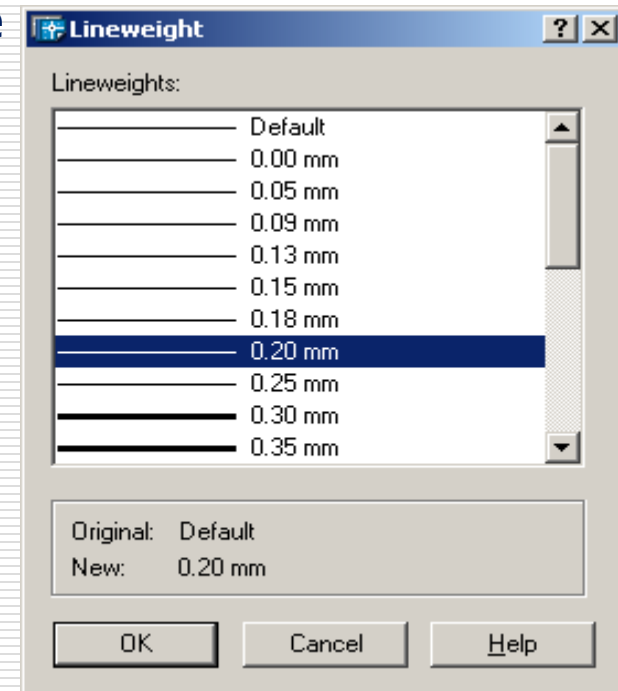 e
Lineweight
Lineweights:
Default
0.00 mm
0.05 mm
0.09 mm
0.13 mm
0.15 mm
0.18 mm
0.20 mm
0.25 mm
0.30 mm
0.35 mm
Original: Default
New: 0.20 mm
OK Cancel Help